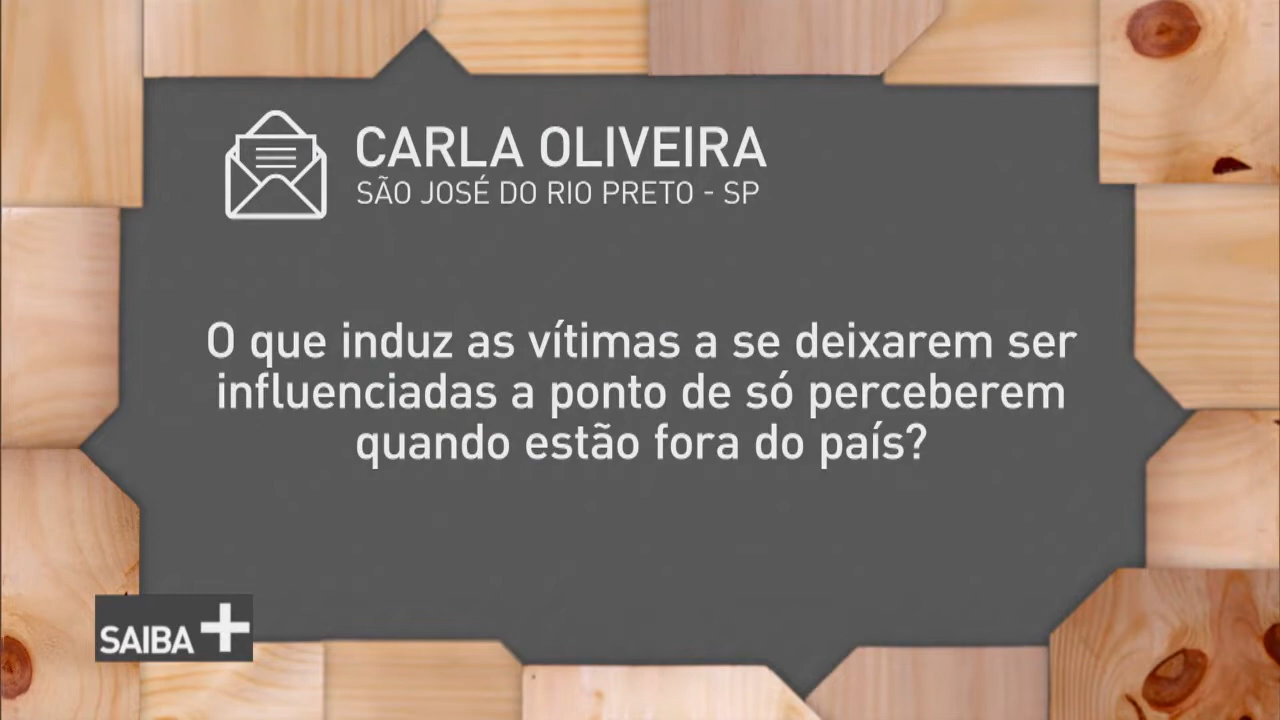 CARLA OLIVEIRA
SÃO JOSÉ DO RIO PRETO - SP
O que induz as vítimas a se deixarem ser
influenciadas a ponto de só perceberem
quando estão fora do país?
SAIBA +